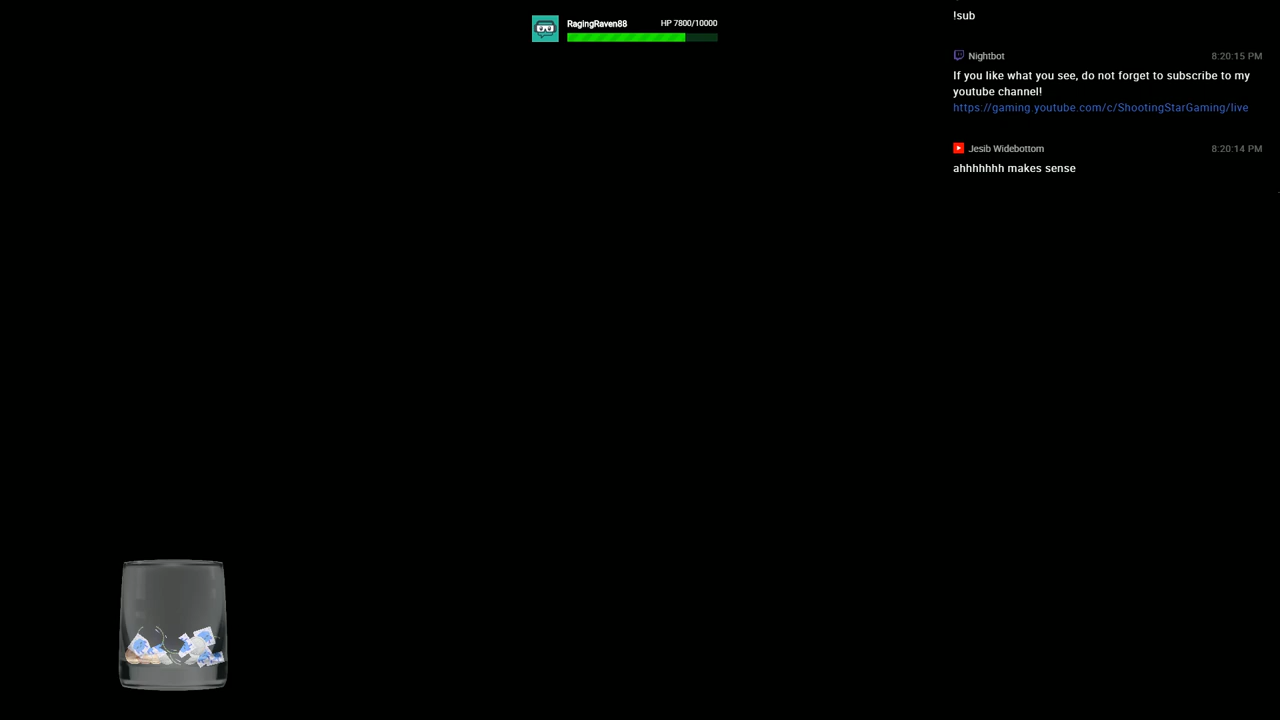 RagingRaven88 HP 7800/10000
!sub
Nightbot 8:20:15 PM
If you like what you see, do not forget to subscribe to my
youtube channel!
https://gaming.youtube.com/c/ShootingStarGaming/live
Jesib Widebottom 8:20:14 PM
ahhhhhhh makes sense